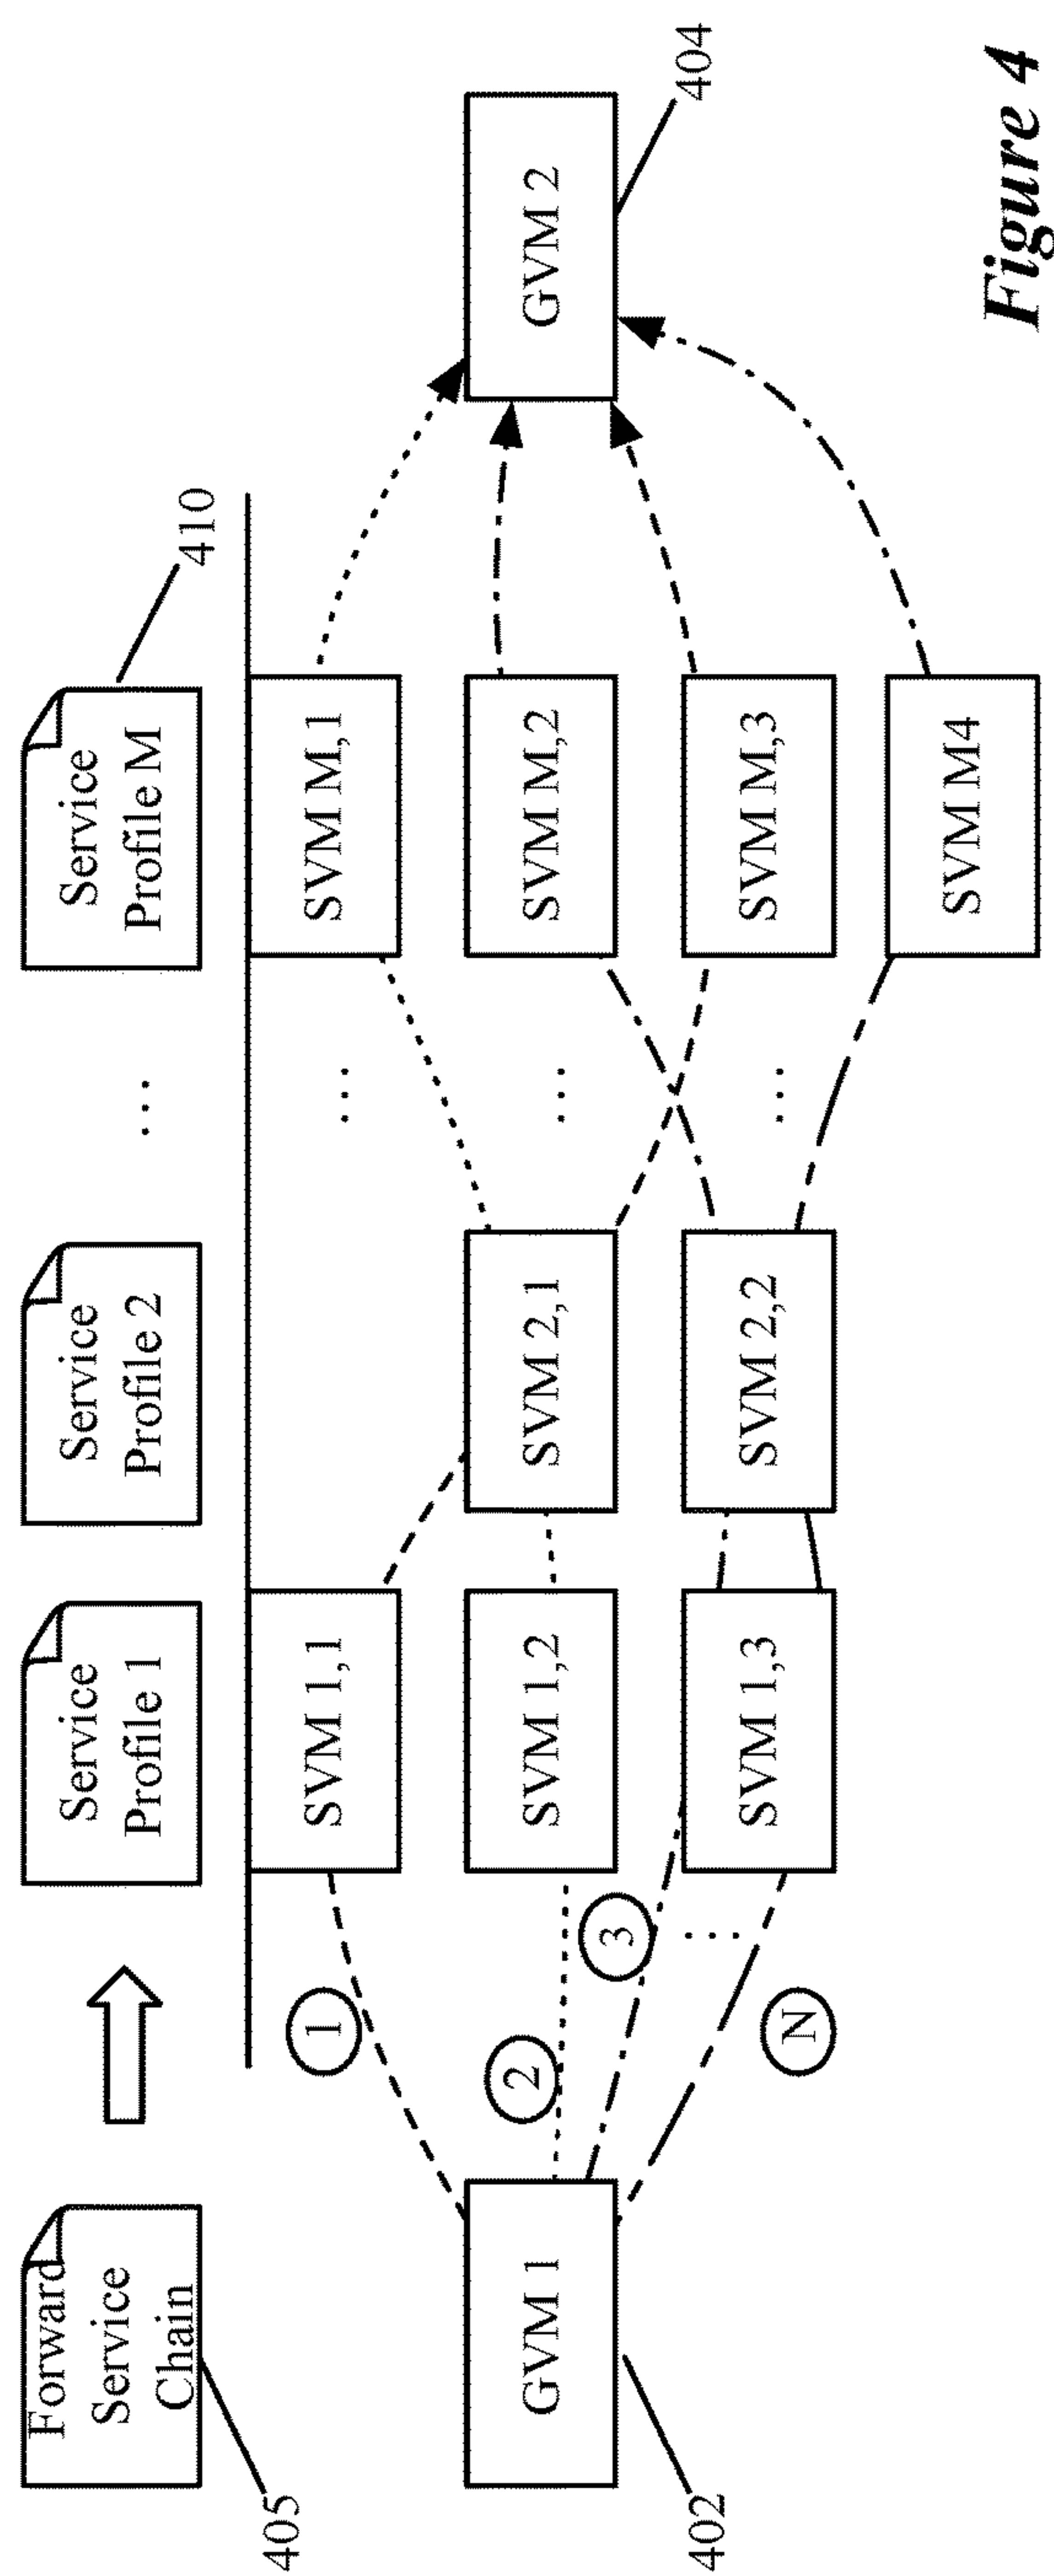 Forward
Service
Chain
405
Service
Profile 1
Service
Profile 2
...
Service
Profile M
410
1
SVM 1,1
...
SVM M,1
GVM 1
402
2
SVM 1,2
SVM 2,1
...
SVM M,2
GVM 2
404
3
...
N
SVM 1,3
SVM 2,2
...
SVM M,3
SVM M4
Figure 4